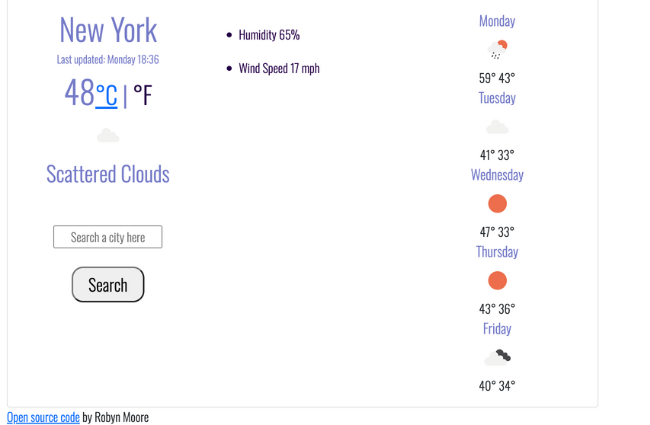 New York
Last updated: Monday 18:36
48°C | °F
Scattered Clouds
Search a city here
Search
Humidity 65%
Wind Speed 17 mph
Monday
59° 43°
Tuesday
41° 33°
Wednesday
47° 33°
Thursday
43° 36°
Friday
40° 34°
Open source code by Robyn Moore